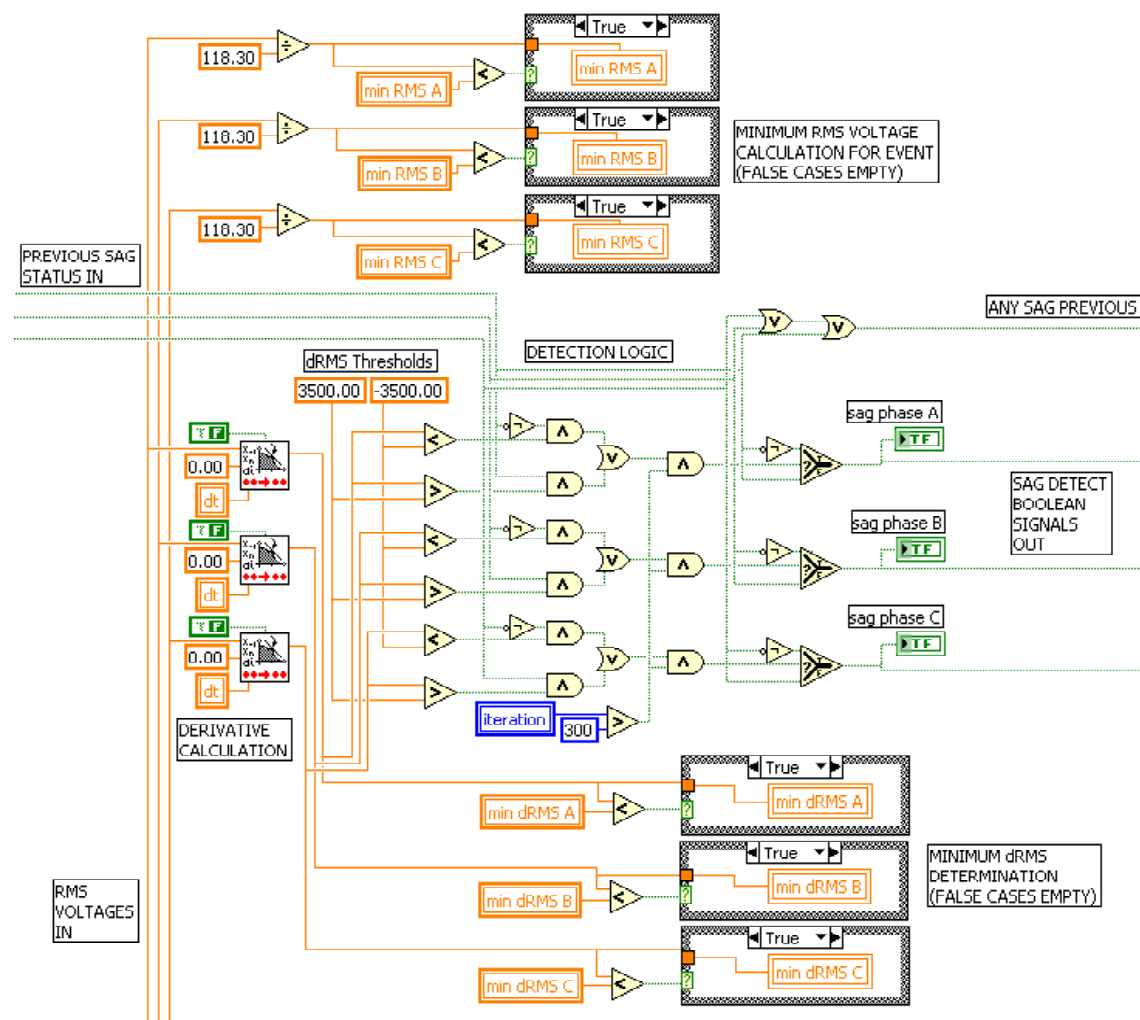 True
118.30
min RMS A
min RMS A
True
118.30
min RMS B
min RMS B
MINIMUM RMS VOLTAGE
CALCULATION FOR EVENT
(FALSE CASES EMPTY)
True
118.30
min RMS C
min RMS C
PREVIOUS SAG
STATUS IN
ANY SAG PREVIOUS
DETECTION LOGIC
dRMS Thresholds
3500.00
-3500.00
sag phase A
TF
F
0.00
dt
SAG DETECT
BOOLEAN
SIGNALS
OUT
sag phase B
TF
F
0.00
dt
sag phase C
TF
F
0.00
dt
iteration
300
DERIVATIVE
CALCULATION
True
min dRMS A
min dRMS A
True
min dRMS B
min dRMS B
MINIMUM dRMS
DETERMINATION
(FALSE CASES EMPTY)
RMS
VOLTAGES
IN
True
min dRMS C
min dRMS C